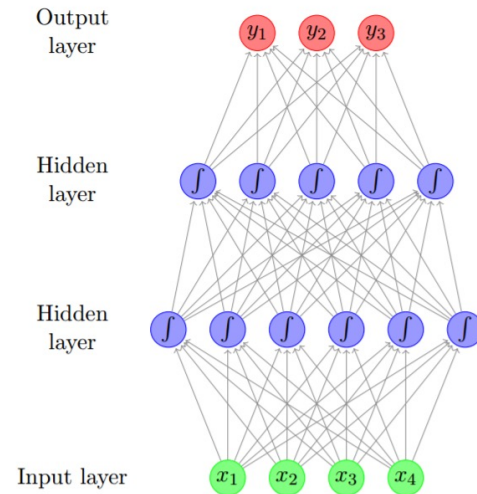 Output
layer
y1 y2 y3
Hidden
layer
∫ ∫ ∫ ∫ ∫
Hidden
layer
∫ ∫ ∫ ∫ ∫ ∫
Input layer
x1 x2 x3 x4